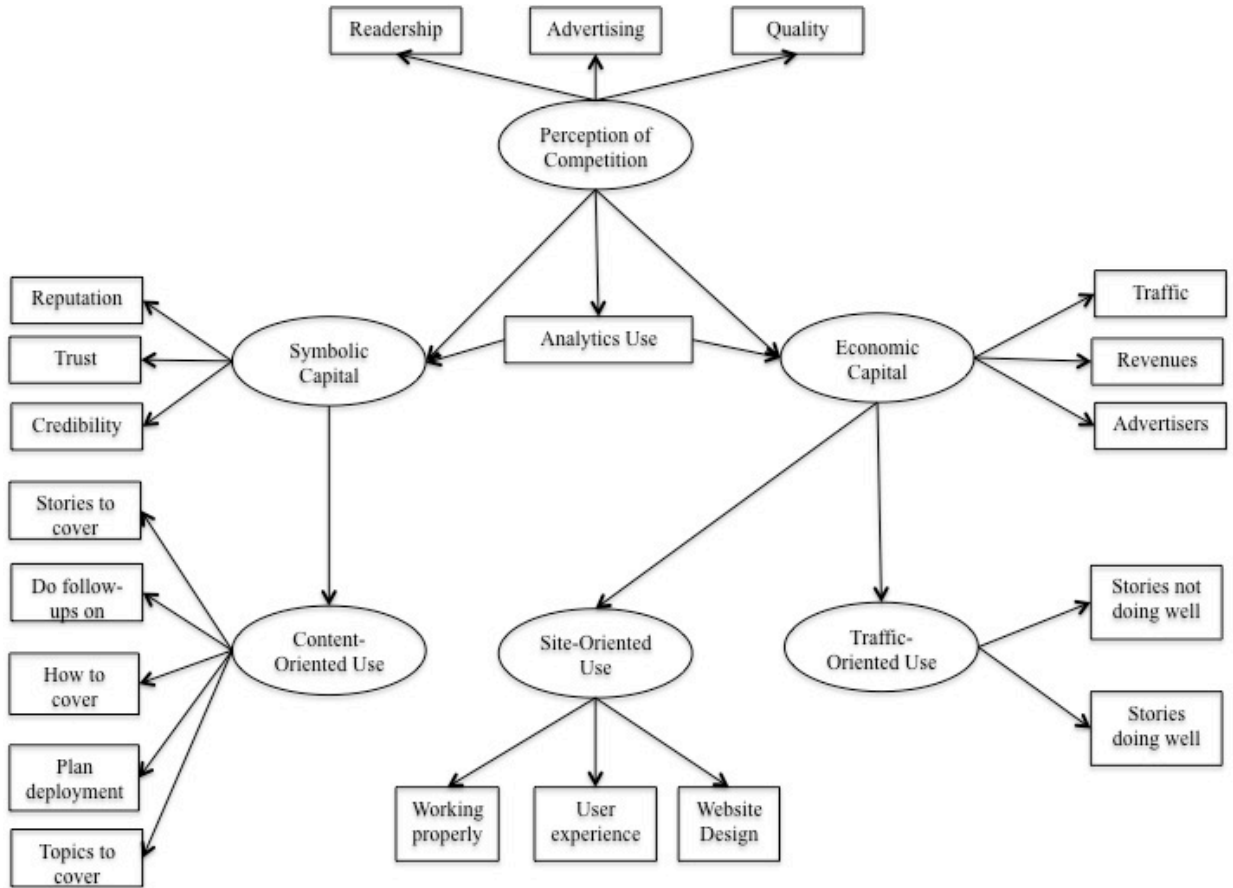 Readership
Advertising
Quality
Perception of
Competition
Reputation
Trust
Credibility
Symbolic
Capital
Analytics Use
Economic
Capital
Traffic
Revenues
Advertisers
Stories to
cover
Do follow-
ups on
How to
cover
Plan
deployment
Topics to
cover
Content-
Oriented Use
Site-Oriented
Use
Traffic-
Oriented Use
Stories not
doing well
Stories
doing well
Working
properly
User
experience
Website
Design